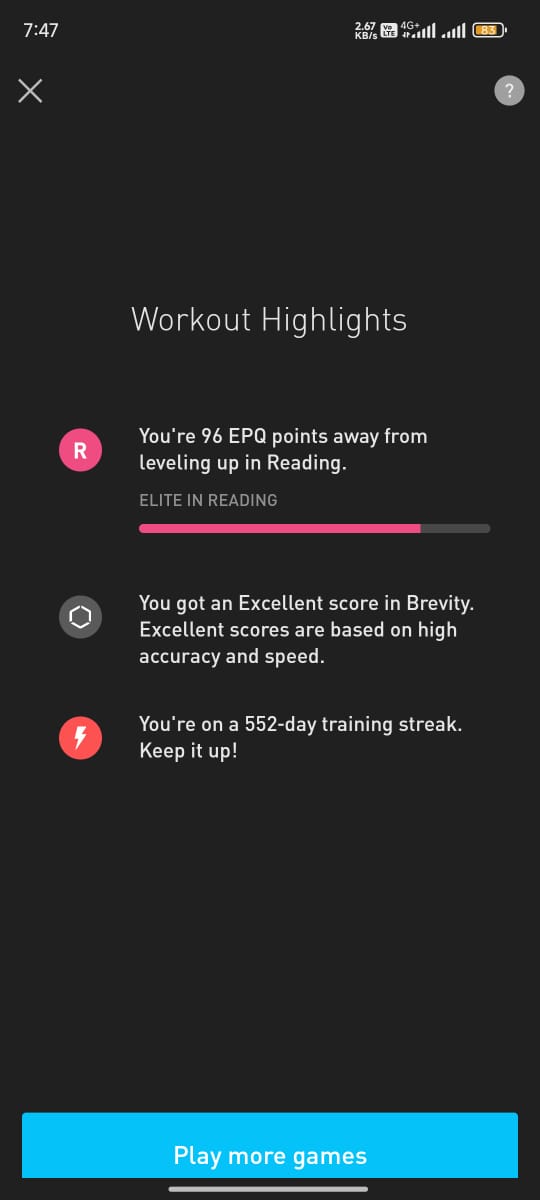 7:47
2.67
KB/s
Vo
LTE
4G+
83
?
Workout Highlights
R
You're 96 EPQ points away from
leveling up in Reading.
ELITE IN READING
You got an Excellent score in Brevity.
Excellent scores are based on high
accuracy and speed.
You're on a 552-day training streak.
Keep it up!
Play more games